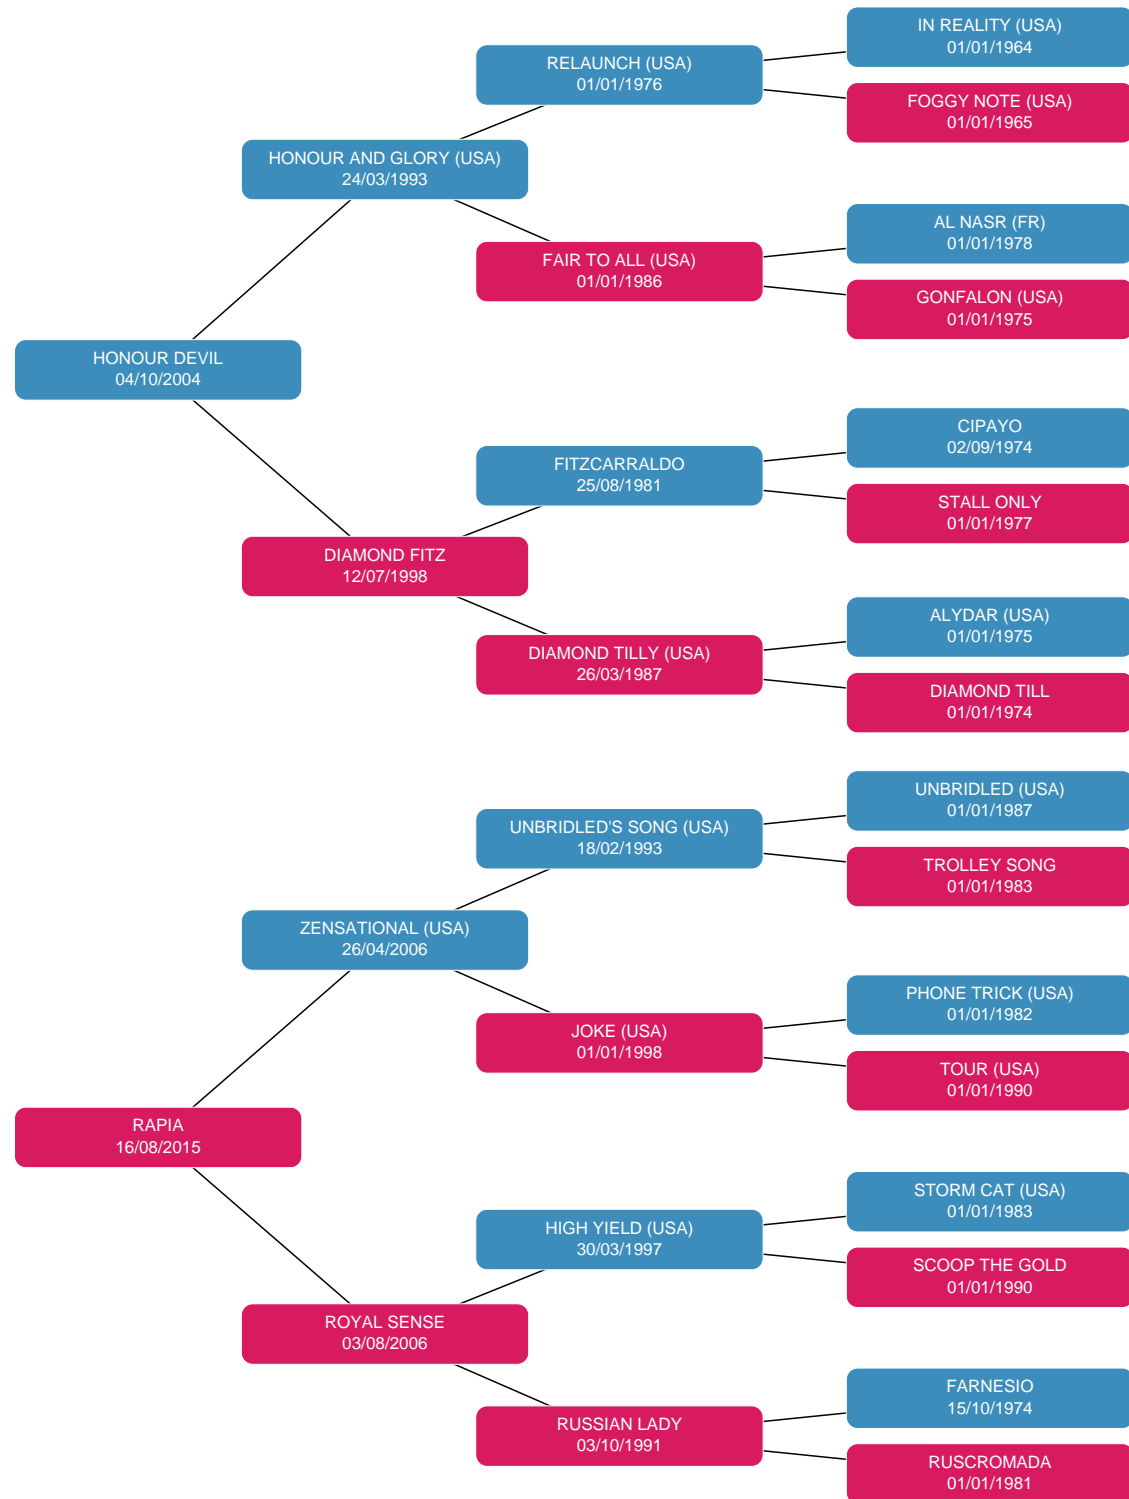 IN REALITY (USA)
01/01/1964
RELAUNCH (USA)
01/01/1976
FOGGY NOTE (USA)
01/01/1965
HONOUR AND GLORY (USA)
24/03/1993
AL NASR (FR)
01/01/1978
FAIR TO ALL (USA)
01/01/1986
GONFALON (USA)
01/01/1975
HONOUR DEVIL
04/10/2004
CIPAYO
02/09/1974
FITZCARRALDO
25/08/1981
STALL ONLY
01/01/1977
DIAMOND FITZ
12/07/1998
ALYDAR (USA)
01/01/1975
DIAMOND TILLY (USA)
26/03/1987
DIAMOND TILL
01/01/1974
UNBRIDLED (USA)
01/01/1987
UNBRIDLED'S SONG (USA)
18/02/1993
TROLLEY SONG
01/01/1983
ZENSATIONAL (USA)
26/04/2006
PHONE TRICK (USA)
01/01/1982
JOKE (USA)
01/01/1998
TOUR (USA)
01/01/1990
RAPIA
16/08/2015
STORM CAT (USA)
01/01/1983
HIGH YIELD (USA)
30/03/1997
SCOOP THE GOLD
01/01/1990
ROYAL SENSE
03/08/2006
FARNESIO
15/10/1974
RUSSIAN LADY
03/10/1991
RUSCROMADA
01/01/1981